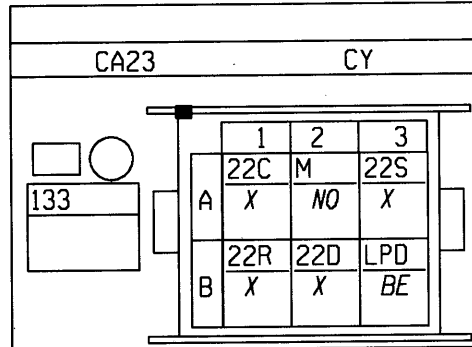 CA23 CY
1 2 3
133
A 22C M 22S
X NO X
B 22R 22D LPD
X X BE